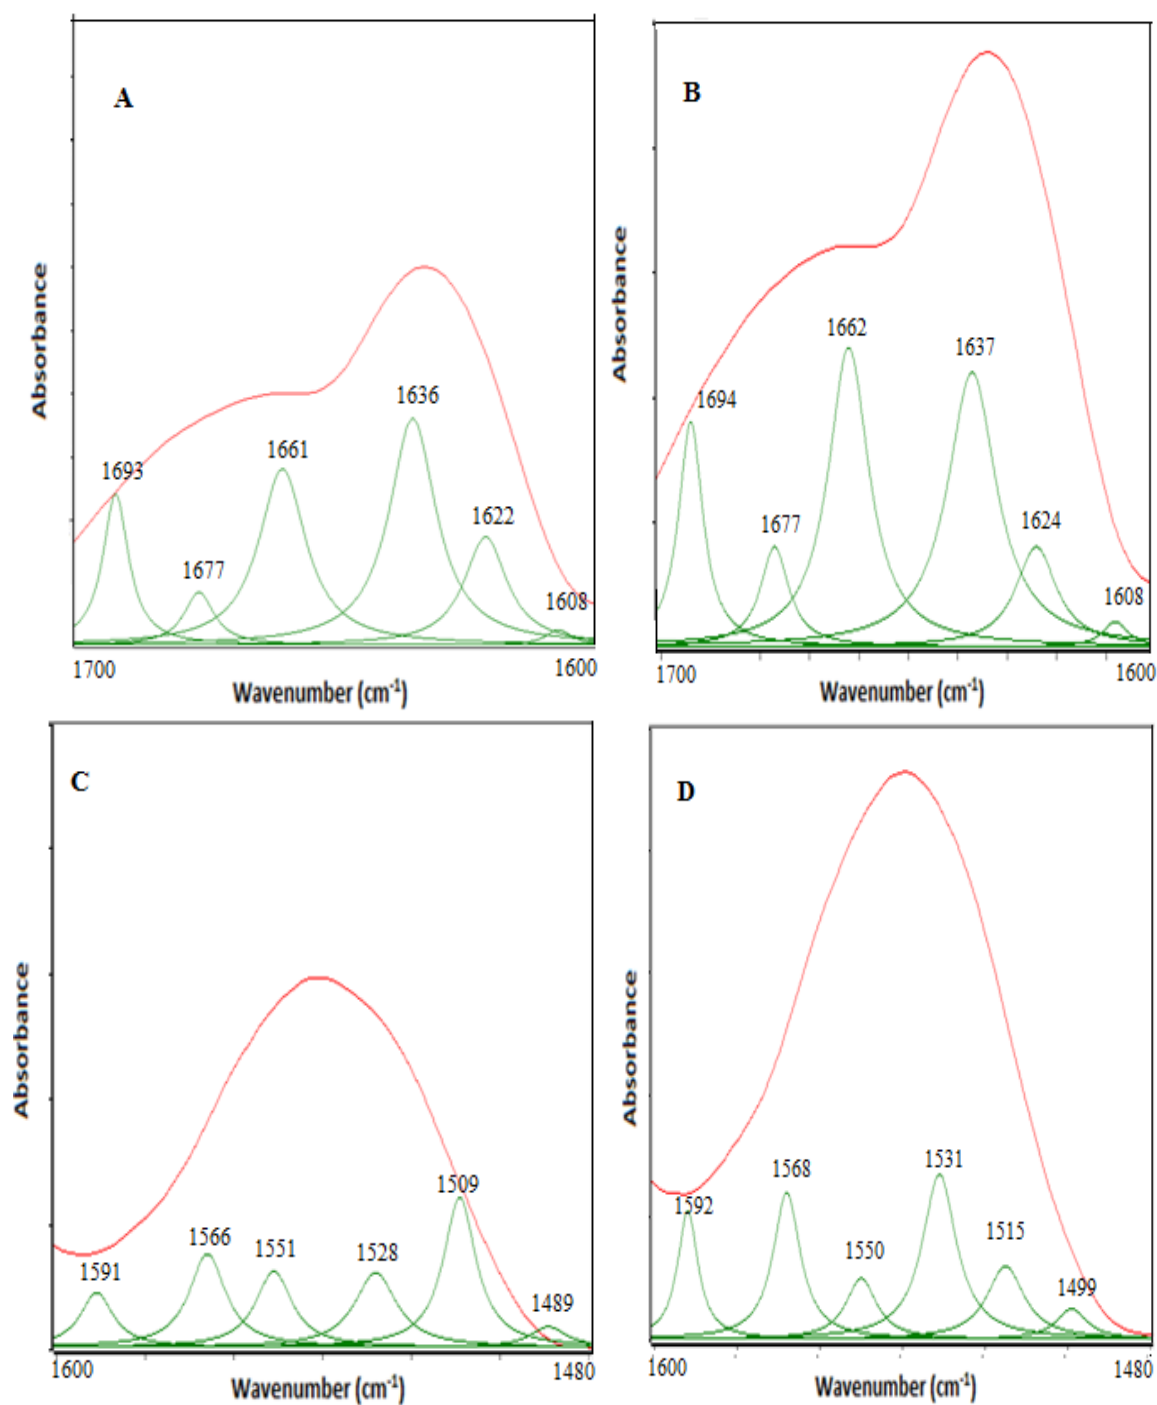 A
Absorbance
1693
1677
1661
1636
1622
1608
1700
1600
Wavenumber (cm-1)
B
Absorbance
1694
1677
1662
1637
1624
1608
1700
1600
Wavenumber (cm-1)
C
Absorbance
1591
1566
1551
1528
1509
1489
1600
1480
Wavenumber (cm-1)
D
Absorbance
1592
1568
1550
1531
1515
1499
1600
1480
Wavenumber (cm-1)